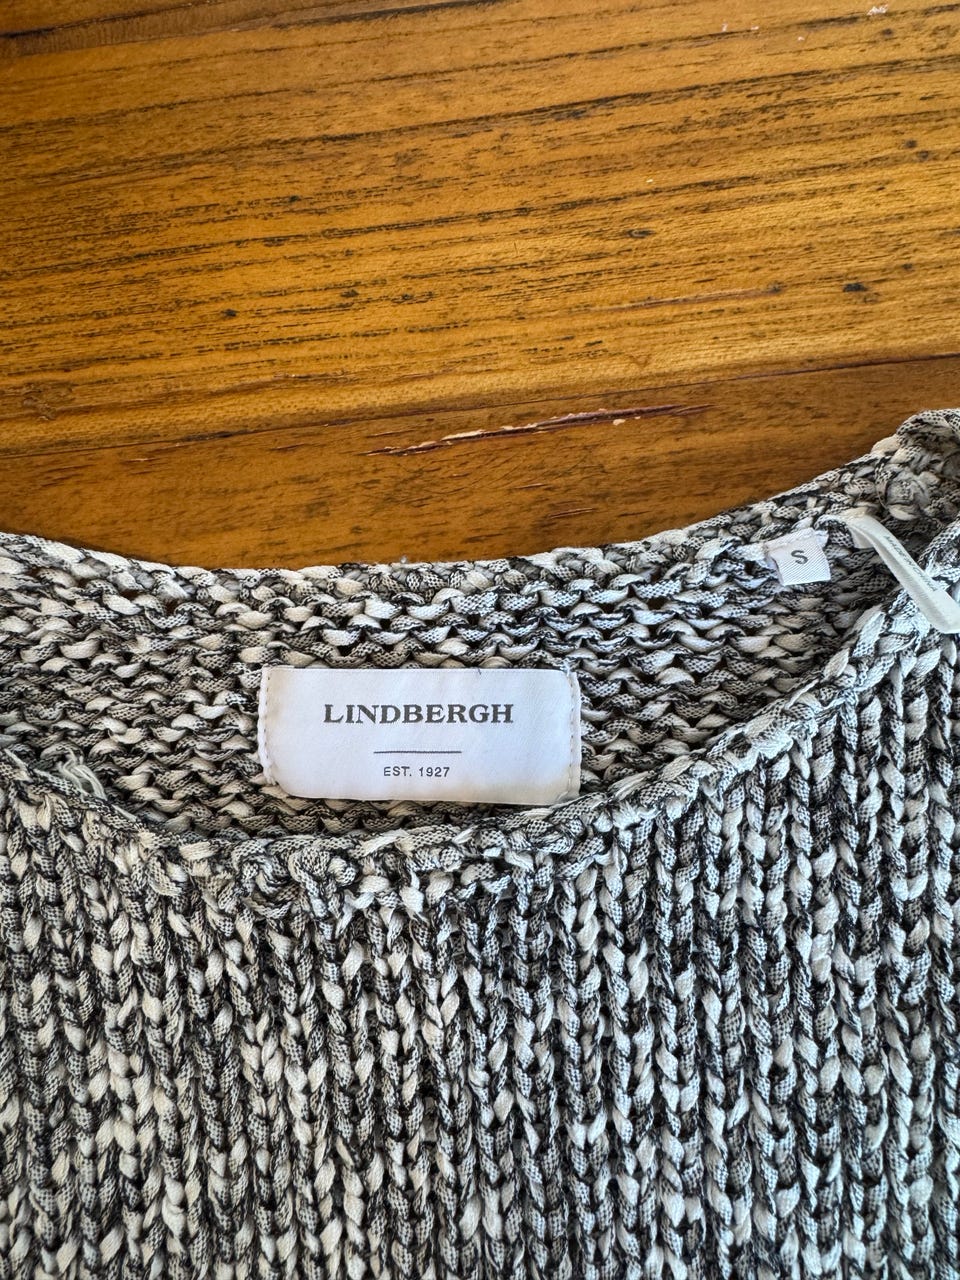 LINDBERGH
EST. 1927
S